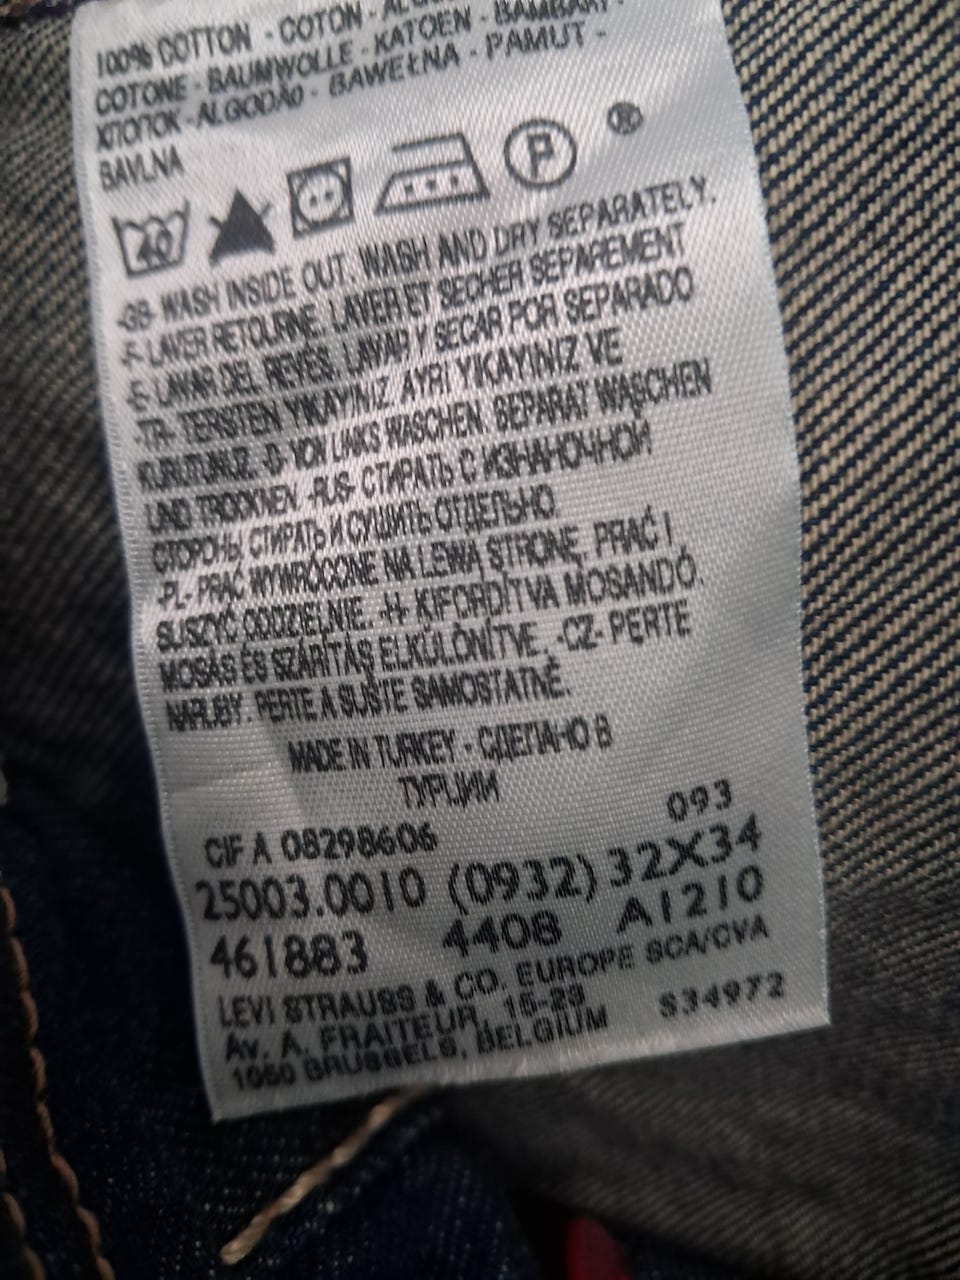 100% COTTON - COTON -
COTONE - BAUMWOLLE - KATOEN - BAMBAKI -
ХЛОПОК - ALGODÃO - BAWEŁNA - PAMUT -
BAVLNA
40 P ®
-GB- WASH INSIDE OUT. WASH AND DRY SEPARATELY.
-F- LAVER RETOURNE. LAVER ET SECHER SEPAREMENT
-E- LAVAR DEL REVÉS. LAVAR Y SECAR POR SEPARADO
-TR- TERSTEN YIKAYINIZ. AYRI YIKAYINIZ VE
KURUTUNUZ. -D- VON LINKS WASCHEN. SEPARAT WASCHEN
UND TROCKNEN. -RUS- СТИРАТЬ С ИЗНАНОЧНОЙ
СТОРОНЫ. СТИРАТЬ И СУШИТЬ ОТДЕЛЬНО
-PL- PRAĆ WYWRÓCONE NA LEWĄ STRONĘ. PRAĆ I
SUSZYĆ ODDZIELNIE. -H- KIFORDÍTVA MOSANDÓ.
MOSÁS ÉS SZÁRÍTÁS ELKÜLÖNÍTVE. -CZ- PERTE
NARUBY. PERTE A SUŠTE SAMOSTATNĚ.
MADE IN TURKEY - СДЕЛАНО В
ТУРЦИИ
093
CIF A 08298606
25003.0010 (0932) 32X34
461883 4408 A1210
LEVI STRAUSS & CO. EUROPE SCA/CVA
Av. A. FRAITEUR, 15-23 S34972
1050 BRUSSELS, BELGIUM